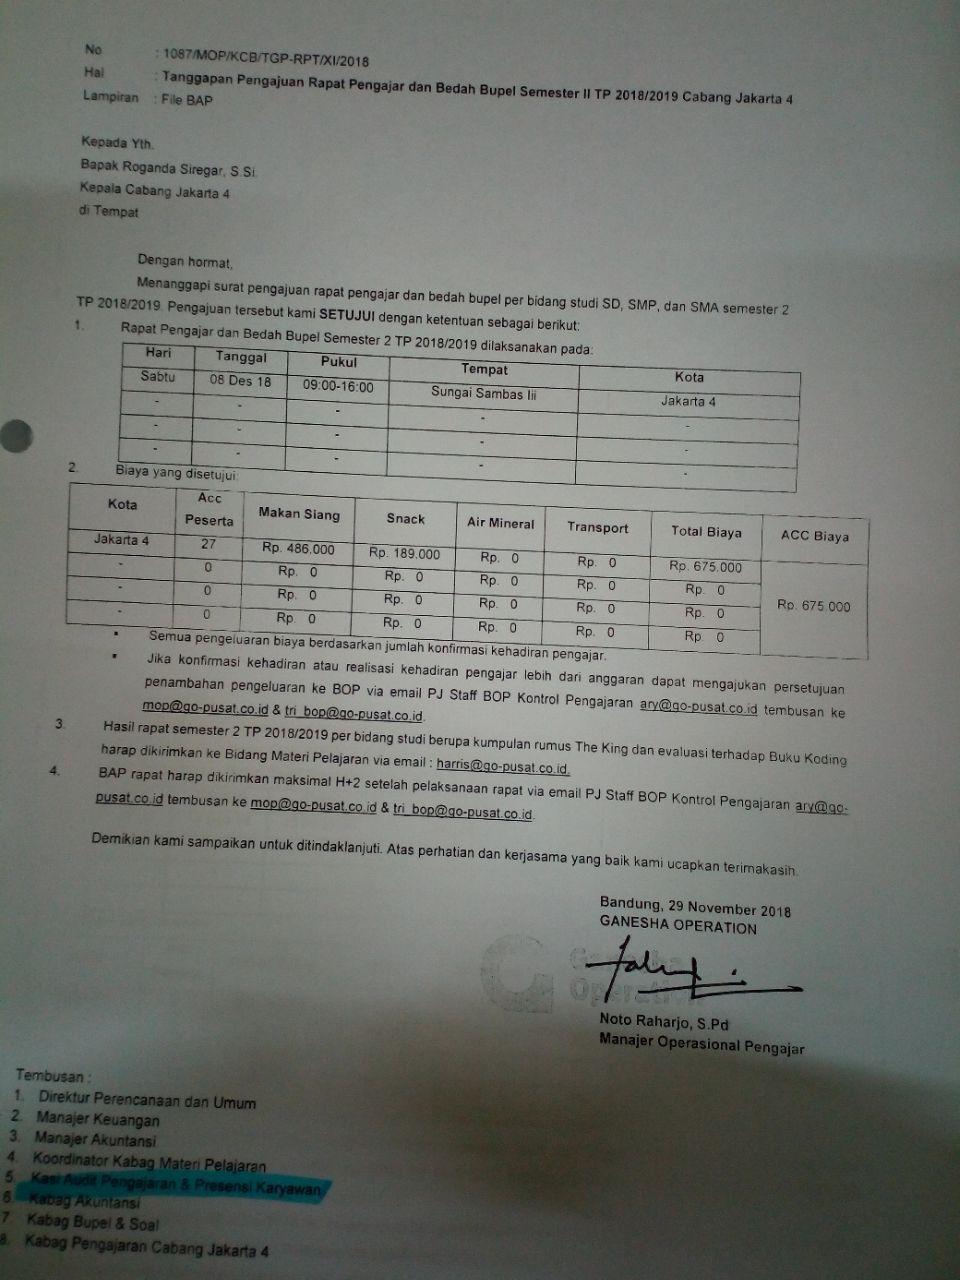 No : 1087/MOP/KCB/TGP-RPT/XI/2018
Hal : Tanggapan Pengajuan Rapat Pengajar dan Bedah Bupel Semester II TP 2018/2019 Cabang Jakarta 4
Lampiran : File BAP
Kepada Yth.
Bapak Roganda Siregar, S.Si.
Kepala Cabang Jakarta 4
di Tempat
Dengan hormat,
Menanggapi surat pengajuan rapat pengajar dan bedah bupel per bidang studi SD, SMP, dan SMA semester 2
TP 2018/2019. Pengajuan tersebut kami SETUJUI dengan ketentuan sebagai berikut:
1. Rapat Pengajar dan Bedah Bupel Semester 2 TP 2018/2019 dilaksanakan pada:
Hari Tanggal Pukul Tempat Kota
Sabtu 08 Des 18 09:00-16:00 Sungai Sambas Iii Jakarta 4
- - - - -
- - - - -
- - - - -
2. Biaya yang disetujui:
Kota Acc Peserta Makan Siang Snack Air Mineral Transport Total Biaya ACC Biaya
Jakarta 4 27 Rp. 486.000 Rp. 189.000 Rp. 0 Rp. 0 Rp. 675.000 Rp. 675.000
- 0 Rp. 0 Rp. 0 Rp. 0 Rp. 0 Rp. 0
- 0 Rp. 0 Rp. 0 Rp. 0 Rp. 0 Rp. 0
- 0 Rp. 0 Rp. 0 Rp. 0 Rp. 0 Rp. 0
▪ Semua pengeluaran biaya berdasarkan jumlah konfirmasi kehadiran pengajar.
▪ Jika konfirmasi kehadiran atau realisasi kehadiran pengajar lebih dari anggaran dapat mengajukan persetujuan
penambahan pengeluaran ke BOP via email PJ Staff BOP Kontrol Pengajaran ary@go-pusat.co.id tembusan ke
mop@go-pusat.co.id & tri_bop@go-pusat.co.id.
3. Hasil rapat semester 2 TP 2018/2019 per bidang studi berupa kumpulan rumus The King dan evaluasi terhadap Buku Koding
harap dikirimkan ke Bidang Materi Pelajaran via email : harris@go-pusat.co.id.
4. BAP rapat harap dikirimkan maksimal H+2 setelah pelaksanaan rapat via email PJ Staff BOP Kontrol Pengajaran ary@go-
pusat.co.id tembusan ke mop@go-pusat.co.id & tri_bop@go-pusat.co.id.
Demikian kami sampaikan untuk ditindaklanjuti. Atas perhatian dan kerjasama yang baik kami ucapkan terimakasih.
Bandung, 29 November 2018
GANESHA OPERATION
Ganesha
Operation
Noto Raharjo, S.Pd
Manajer Operasional Pengajar
Tembusan :
1. Direktur Perencanaan dan Umum
2. Manajer Keuangan
3. Manajer Akuntansi
4. Koordinator Kabag Materi Pelajaran
5. Kasi Audit Pengajaran & Presensi Karyawan
6. Kabag Akuntansi
7. Kabag Bupel & Soal
8. Kabag Pengajaran Cabang Jakarta 4